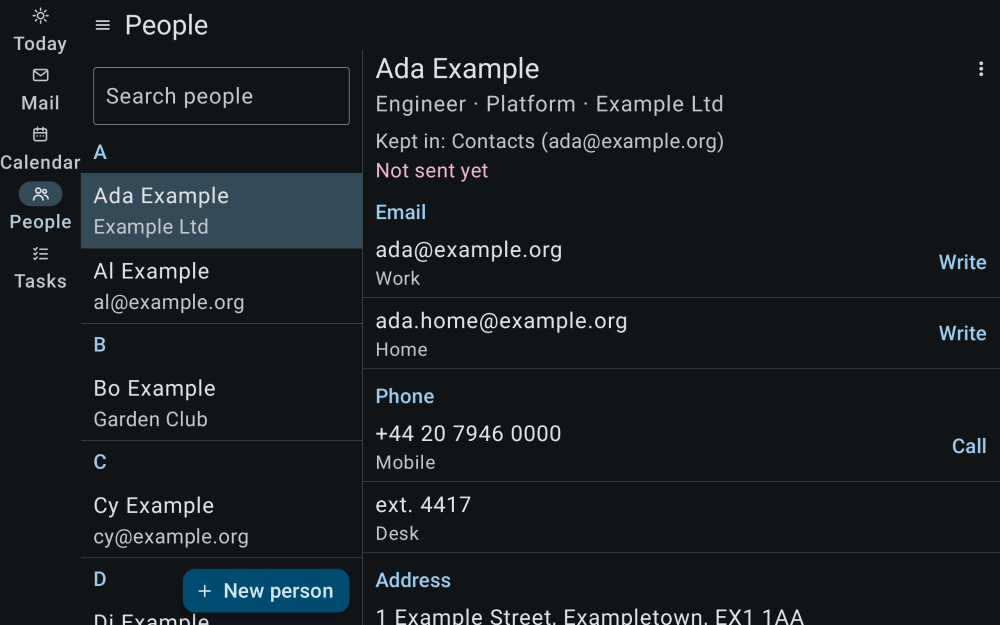 Today
Mail
Calendar
People
Tasks
People
Search people
A
Ada Example
Example Ltd
Al Example
al@example.org
B
Bo Example
Garden Club
C
Cy Example
cy@example.org
D
Di Example
+ New person
Ada Example
Engineer · Platform · Example Ltd
Kept in: Contacts (ada@example.org)
Not sent yet
Email
ada@example.org
Work
Write
ada.home@example.org
Home
Write
Phone
+44 20 7946 0000
Mobile
Call
ext. 4417
Desk
Address
1 Example Street, Exampletown, EX1 1AA